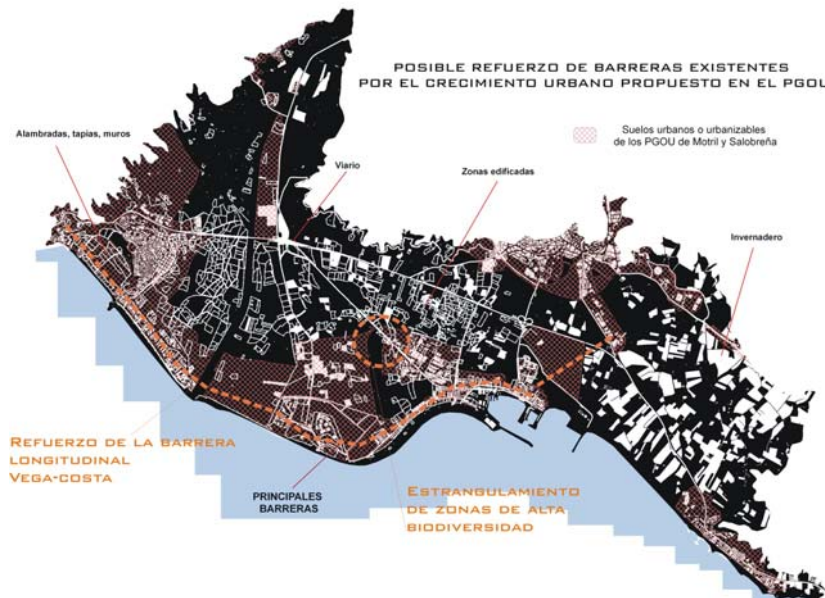 POSIBLE REFUERZO DE BARRERAS EXISTENTES
POR EL CRECIMIENTO URBANO PROPUESTO EN EL PGOU
Suelos urbanos o urbanizables
de los PGOU de Motril y Salobreña
Alambradas, tapias, muros
Viario
Zonas edificadas
Invernadero
REFUERZO DE LA BARRERA
LONGITUDINAL
VEGA-COSTA
PRINCIPALES
BARRERAS
ESTRANGULAMIENTO
DE ZONAS DE ALTA
BIODIVERSIDAD